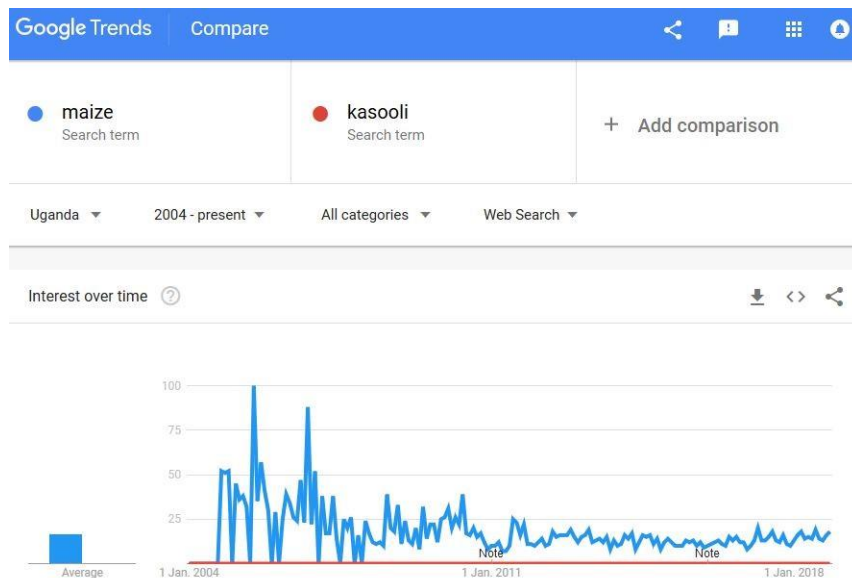 Google Trends Compare
maize
Search term
kasooli
Search term
+ Add comparison
Uganda 2004 - present All categories Web Search
Interest over time ?
100
75
50
25
Note Note
Average 1 Jan. 2004 1 Jan. 2011 1 Jan. 2018